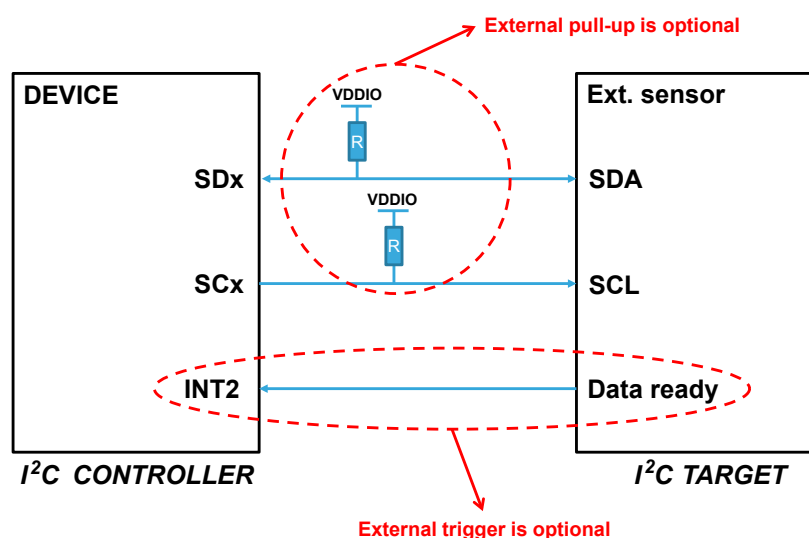 External pull-up is optional
DEVICE
Ext. sensor
VDDIO
R
SDx
SDA
VDDIO
R
SCx
SCL
INT2
Data ready
I²C CONTROLLER
I²C TARGET
External trigger is optional